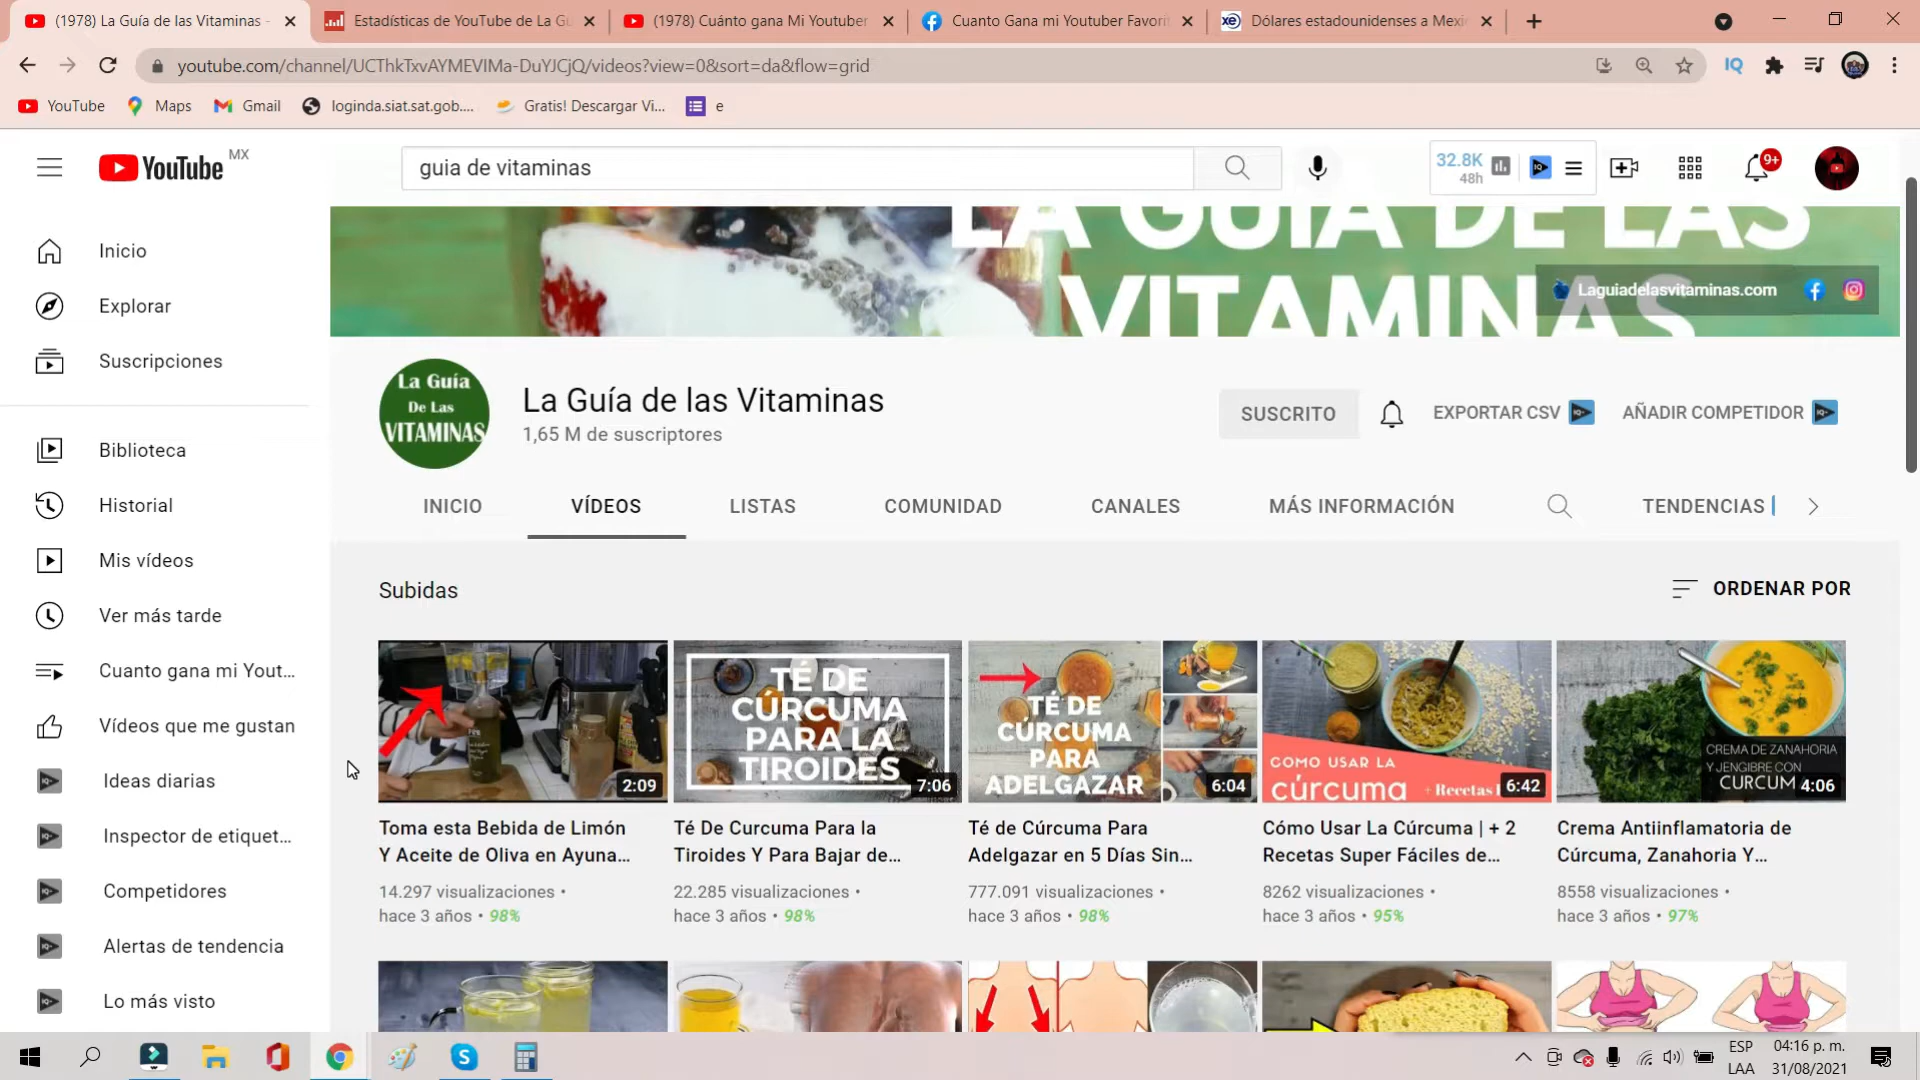 (1978) La Guía de las Vitaminas -
Estadísticas de YouTube de La Gu
(1978) Cuánto gana Mi Youtuber
Cuanto Gana mi Youtuber Favorit
Dólares estadounidenses a Mexi
youtube.com/channel/UCThkTxvAYMEVIMa-DuYJCjQ/videos?view=0&sort=da&flow=grid
IQ
YouTube
Maps
Gmail
loginda.siat.sat.gob....
Gratis! Descargar Vi...
e
YouTube MX
guia de vitaminas
32.8K
48h
9+
LA GUÍA DE LAS
VITAMINAS
Laguiadelasvitaminas.com
Inicio
Explorar
Suscripciones
Biblioteca
Historial
Mis vídeos
Ver más tarde
Cuanto gana mi Yout...
Vídeos que me gustan
Ideas diarias
Inspector de etiquet...
Competidores
Alertas de tendencia
Lo más visto
La Guía
De Las
VITAMINAS
La Guía de las Vitaminas
1,65 M de suscriptores
SUSCRITO
EXPORTAR CSV
AÑADIR COMPETIDOR
INICIO
VÍDEOS
LISTAS
COMUNIDAD
CANALES
MÁS INFORMACIÓN
TENDENCIAS
Subidas
ORDENAR POR
2:09
Toma esta Bebida de Limón
Y Aceite de Oliva en Ayuna...
14.297 visualizaciones •
hace 3 años • 98%
TÉ DE
CÚRCUMA
PARA LA
TIROIDES
7:06
Té De Curcuma Para la
Tiroides Y Para Bajar de...
22.285 visualizaciones •
hace 3 años • 98%
TÉ DE
CÚRCUMA
PARA
ADELGAZAR
6:04
Té de Cúrcuma Para
Adelgazar en 5 Días Sin...
777.091 visualizaciones •
hace 3 años • 98%
COMO USAR LA
cúrcuma
6:42
Cómo Usar La Cúrcuma | + 2
Recetas Super Fáciles de...
8262 visualizaciones •
hace 3 años • 95%
CREMA DE ZANAHORIA
Y JENGIBRE CON
CURCUM
4:06
Crema Antiinflamatoria de
Cúrcuma, Zanahoria Y...
8558 visualizaciones •
hace 3 años • 97%
ESP
LAA
04:16 p. m.
31/08/2021